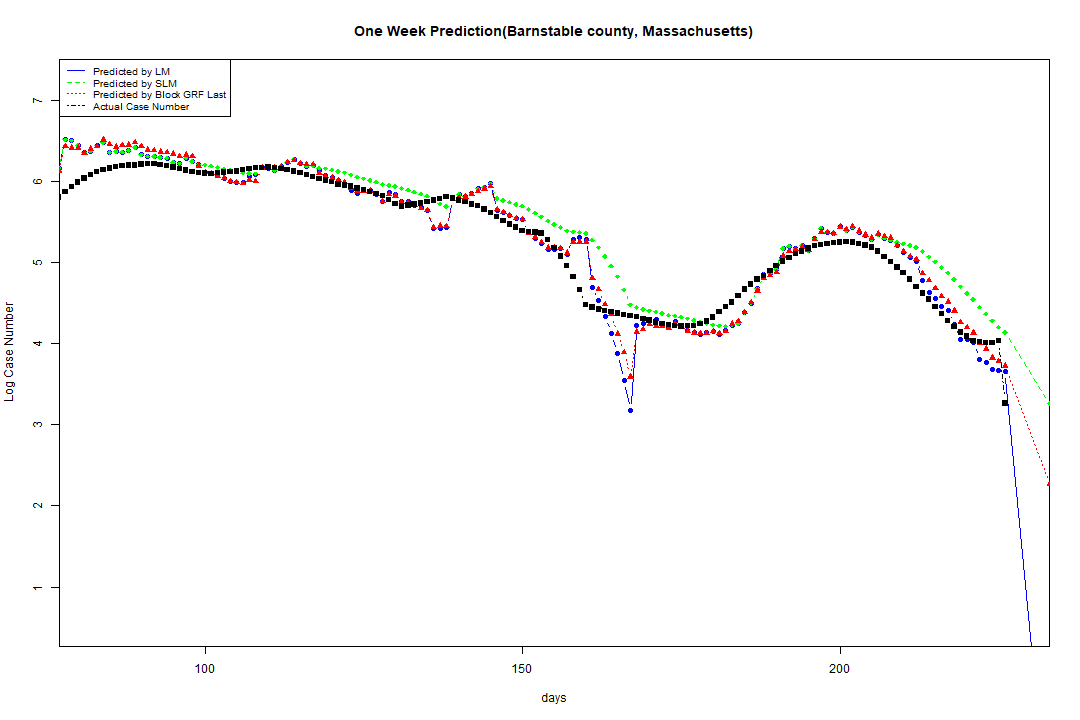 One Week Prediction(Barnstable county, Massachusetts)
Predicted by LM
Predicted by SLM
Predicted by Block GRF Last
Actual Case Number
7
6
5
4
3
2
1
Log Case Number
100 150 200
days